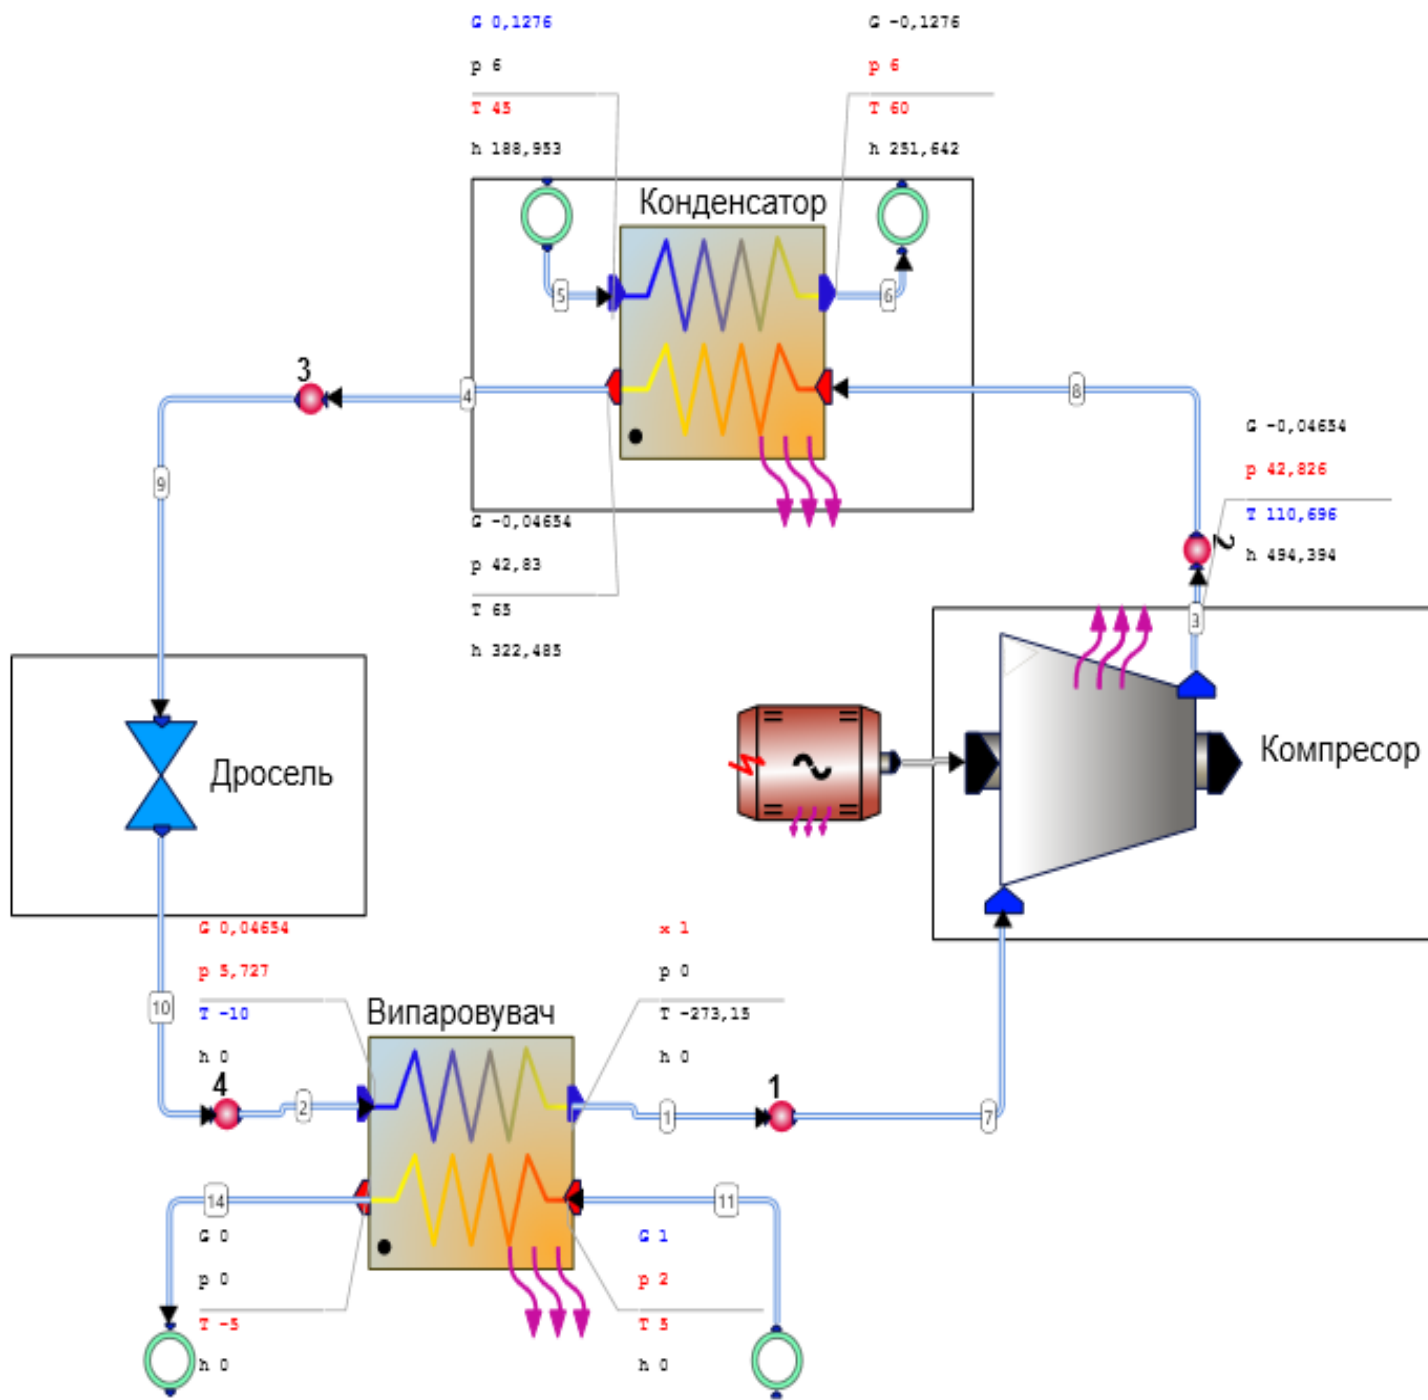 G 0,1276
p 6
T 45
h 188,953
G -0,1276
p 6
T 60
h 251,642
Конденсатор
5
6
3
4
8
G -0,04654
p 42,826
T 110,696
h 494,394
2
9
G -0,04654
p 42,83
T 65
h 322,485
3
Дросель
Компресор
G 0,04654
p 5,727
T -10
h 0
x 1
p 0
T -273,15
h 0
10
Випаровувач
4
2
1
1
7
14
11
G 0
p 0
T -5
h 0
G 1
p 2
T 5
h 0